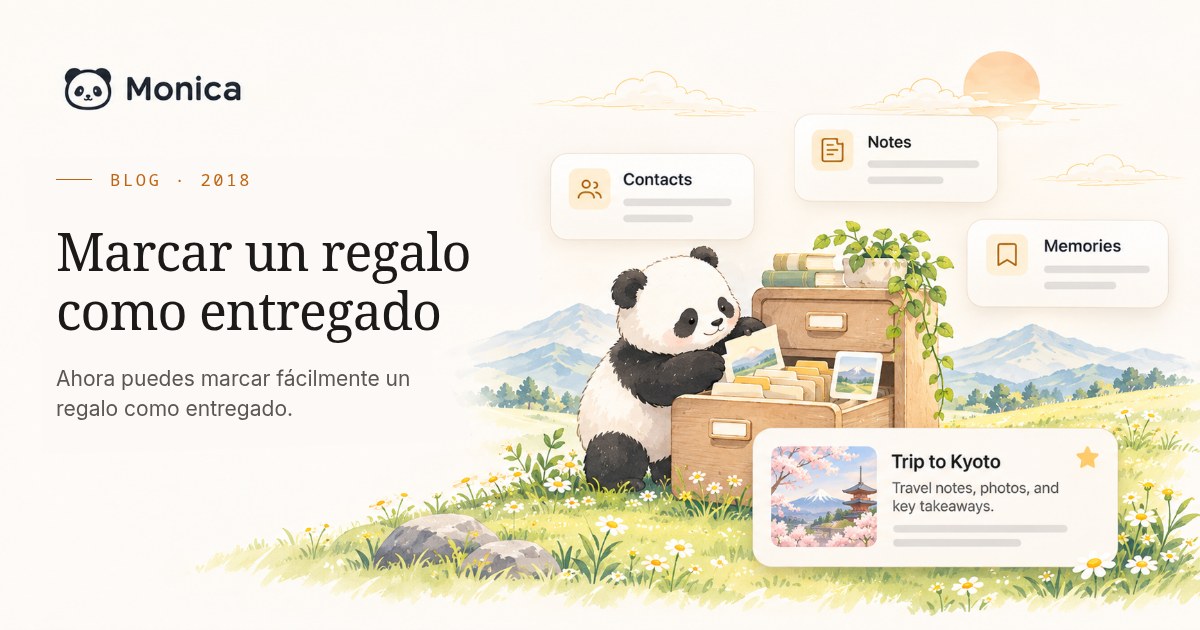 Monica
BLOG · 2018
Marcar un regalo
como entregado
Ahora puedes marcar fácilmente un
regalo como entregado.
Contacts
Notes
Memories
Trip to Kyoto
Travel notes, photos, and
key takeaways.